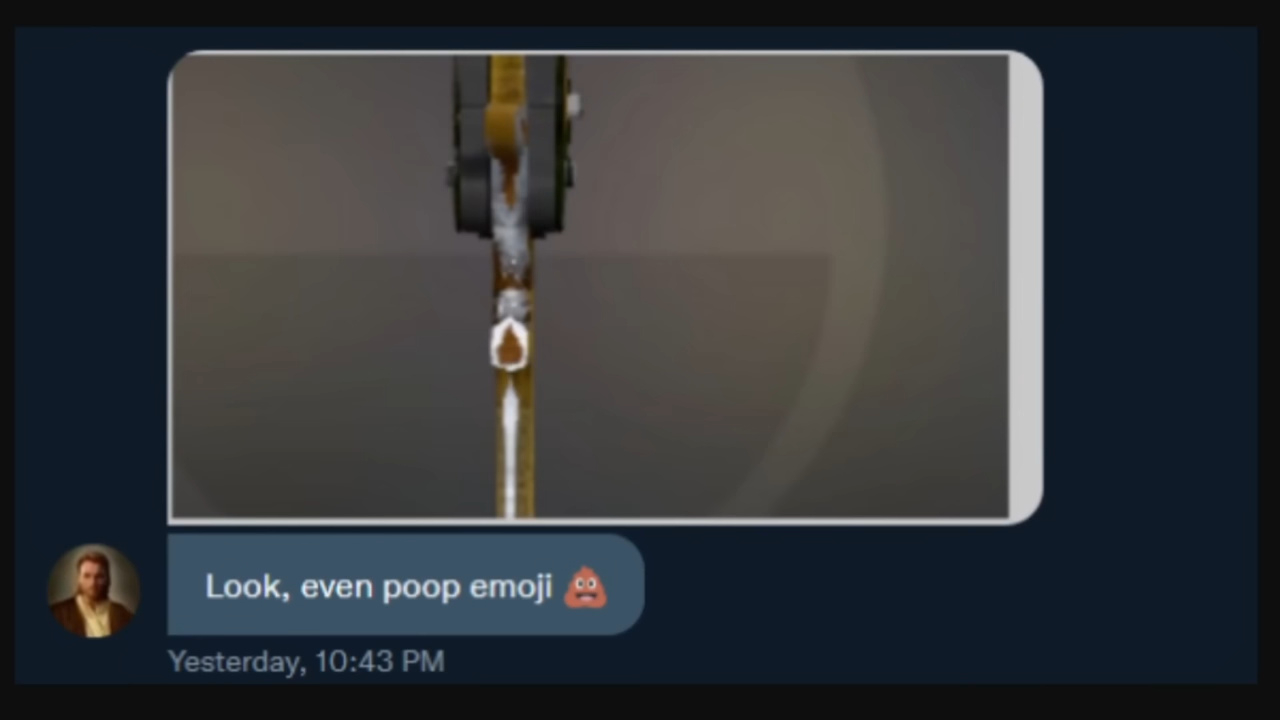 Look, even poop emoji 💩
Yesterday, 10:43 PM